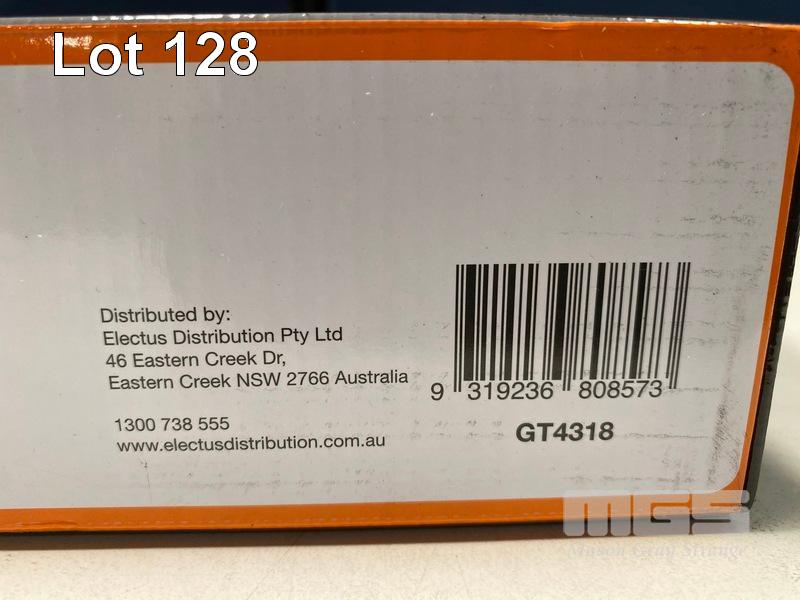 Lot 128
Distributed by:
Electus Distribution Pty Ltd
46 Eastern Creek Dr,
Eastern Creek NSW 2766 Australia
1300 738 555
www.electusdistribution.com.au
9 319236 808573
GT4318
MGS
Mason Gray Strange